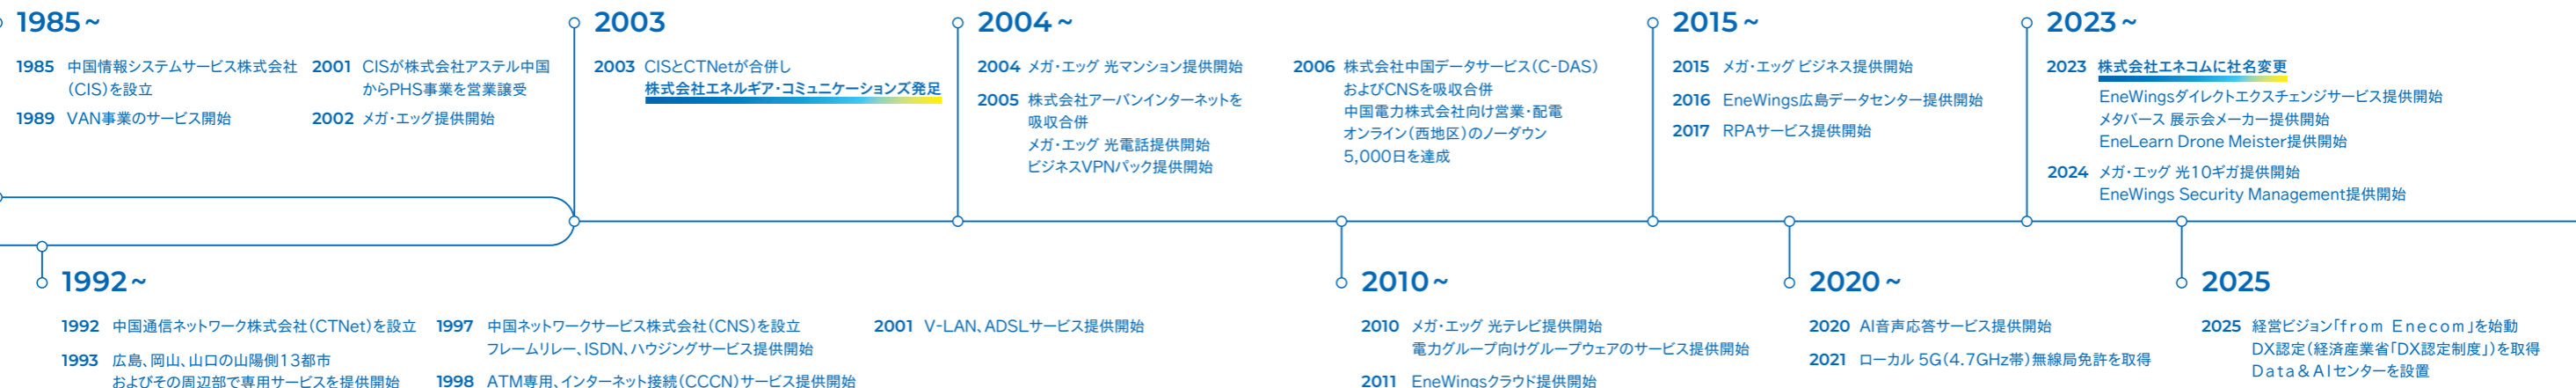 1985~
1985 中国情報システムサービス株式会社
(CIS)を設立
1989 VAN事業のサービス開始
2001 CISが株式会社アステル中国
からPHS事業を営業譲受
2002 メガ・エッグ提供開始
2003
2003 CISとCTNetが合併し
株式会社エネルギア・コミュニケーションズ発足
2004~
2004 メガ・エッグ 光マンション提供開始
2005 株式会社アーバンインターネットを
吸収合併
メガ・エッグ 光電話提供開始
ビジネスVPNパック提供開始
2006 株式会社中国データサービス(C-DAS)
およびCNSを吸収合併
中国電力株式会社向け営業・配電
オンライン(西地区)のノーダウン
5,000日を達成
2015~
2015 メガ・エッグ ビジネス提供開始
2016 EneWings広島データセンター提供開始
2017 RPAサービス提供開始
2023~
2023 株式会社エネコムに社名変更
EneWingsダイレクトエクスチェンジサービス提供開始
メタバース 展示会メーカー提供開始
EneLearn Drone Meister提供開始
2024 メガ・エッグ 光10ギガ提供開始
EneWings Security Management提供開始
1992~
1992 中国通信ネットワーク株式会社(CTNet)を設立
1993 広島、岡山、山口の山陽側13都市
およびその周辺部で専用サービスを提供開始
1997 中国ネットワークサービス株式会社(CNS)を設立
フレームリレー、ISDN、ハウジングサービス提供開始
1998 ATM専用、インターネット接続(CCCN)サービス提供開始
2001 V-LAN、ADSLサービス提供開始
2010~
2010 メガ・エッグ 光テレビ提供開始
電力グループ向けグループウェアのサービス提供開始
2011 EneWingsクラウド提供開始
2020~
2020 AI音声応答サービス提供開始
2021 ローカル 5G(4.7GHz帯)無線局免許を取得
2025
2025 経営ビジョン「from Enecom」を始動
DX認定(経済産業省「DX認定制度」)を取得
Data&AIセンターを設置